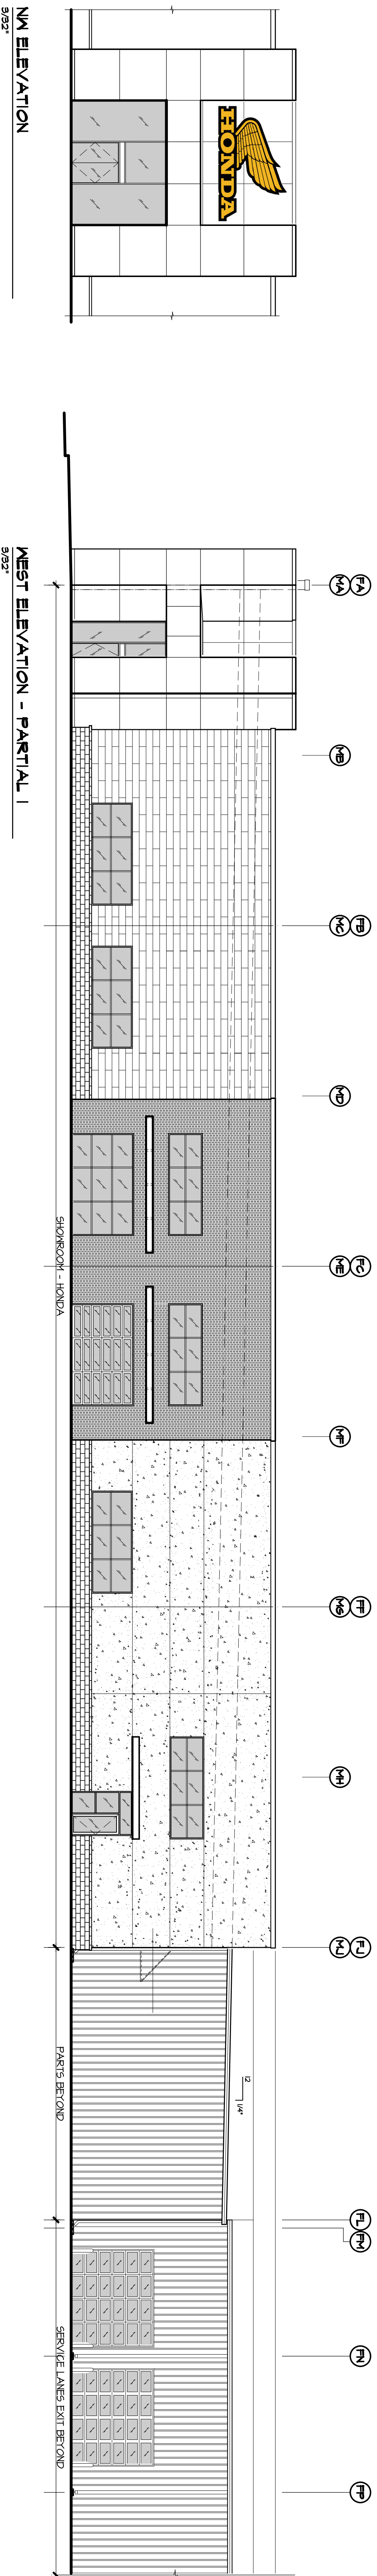 HONDA
NW ELEVATION
3/32"
FA
MA
MB
FB
MC
MD
FC
ME
MF
FF
MG
MH
FJ
MJ
FL
FM
FN
FP
12
1/4"
SHOWROOM - HONDA
PARTS BEYOND
SERVICE LANES EXIT BEYOND
WEST ELEVATION - PARTIAL 1
3/32"